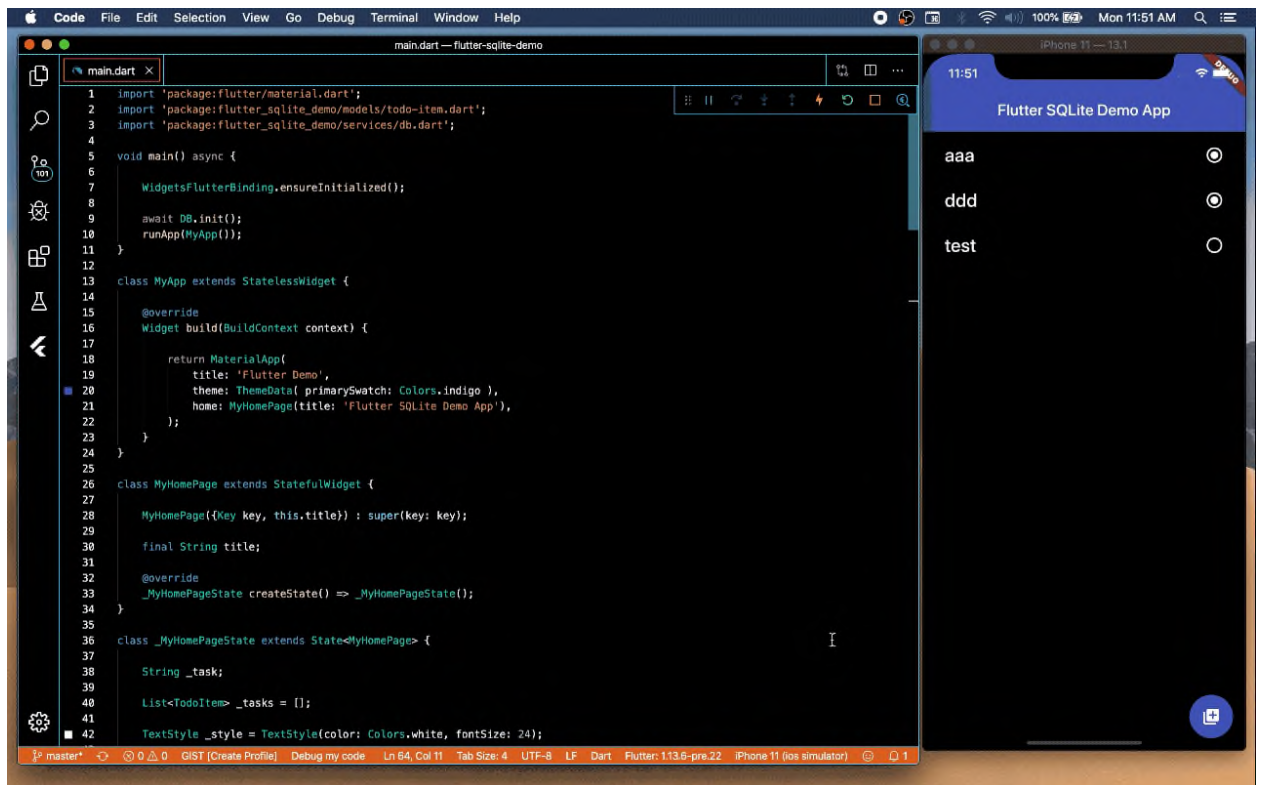 Code File Edit Selection View Go Debug Terminal Window Help 100% Mon 11:51 AM
main.dart — flutter-sqlite-demo
main.dart
1 import 'package:flutter/material.dart';
2 import 'package:flutter_sqlite_demo/models/todo-item.dart';
3 import 'package:flutter_sqlite_demo/services/db.dart';
4
5 void main() async {
6
7 WidgetsFlutterBinding.ensureInitialized();
8
9 await DB.init();
10 runApp(MyApp());
11 }
12
13 class MyApp extends StatelessWidget {
14
15 @override
16 Widget build(BuildContext context) {
17
18 return MaterialApp(
19 title: 'Flutter Demo',
20 theme: ThemeData( primarySwatch: Colors.indigo ),
21 home: MyHomePage(title: 'Flutter SQLite Demo App'),
22 );
23 }
24 }
25
26 class MyHomePage extends StatefulWidget {
27
28 MyHomePage({Key key, this.title}) : super(key: key);
29
30 final String title;
31
32 @override
33 _MyHomePageState createState() => _MyHomePageState();
34 }
35
36 class _MyHomePageState extends State<MyHomePage> {
37
38 String _task;
39
40 List<TodoItem> _tasks = [];
41
42 TextStyle _style = TextStyle(color: Colors.white, fontSize: 24);
101
master* 0 0 GIST [Create Profile] Debug my code Ln 64, Col 11 Tab Size: 4 UTF-8 LF Dart Flutter: 1.13.6-pre.22 iPhone 11 (ios simulator) 1
iPhone 11 — 13.1
11:51
DEBUG
Flutter SQLite Demo App
aaa
ddd
test